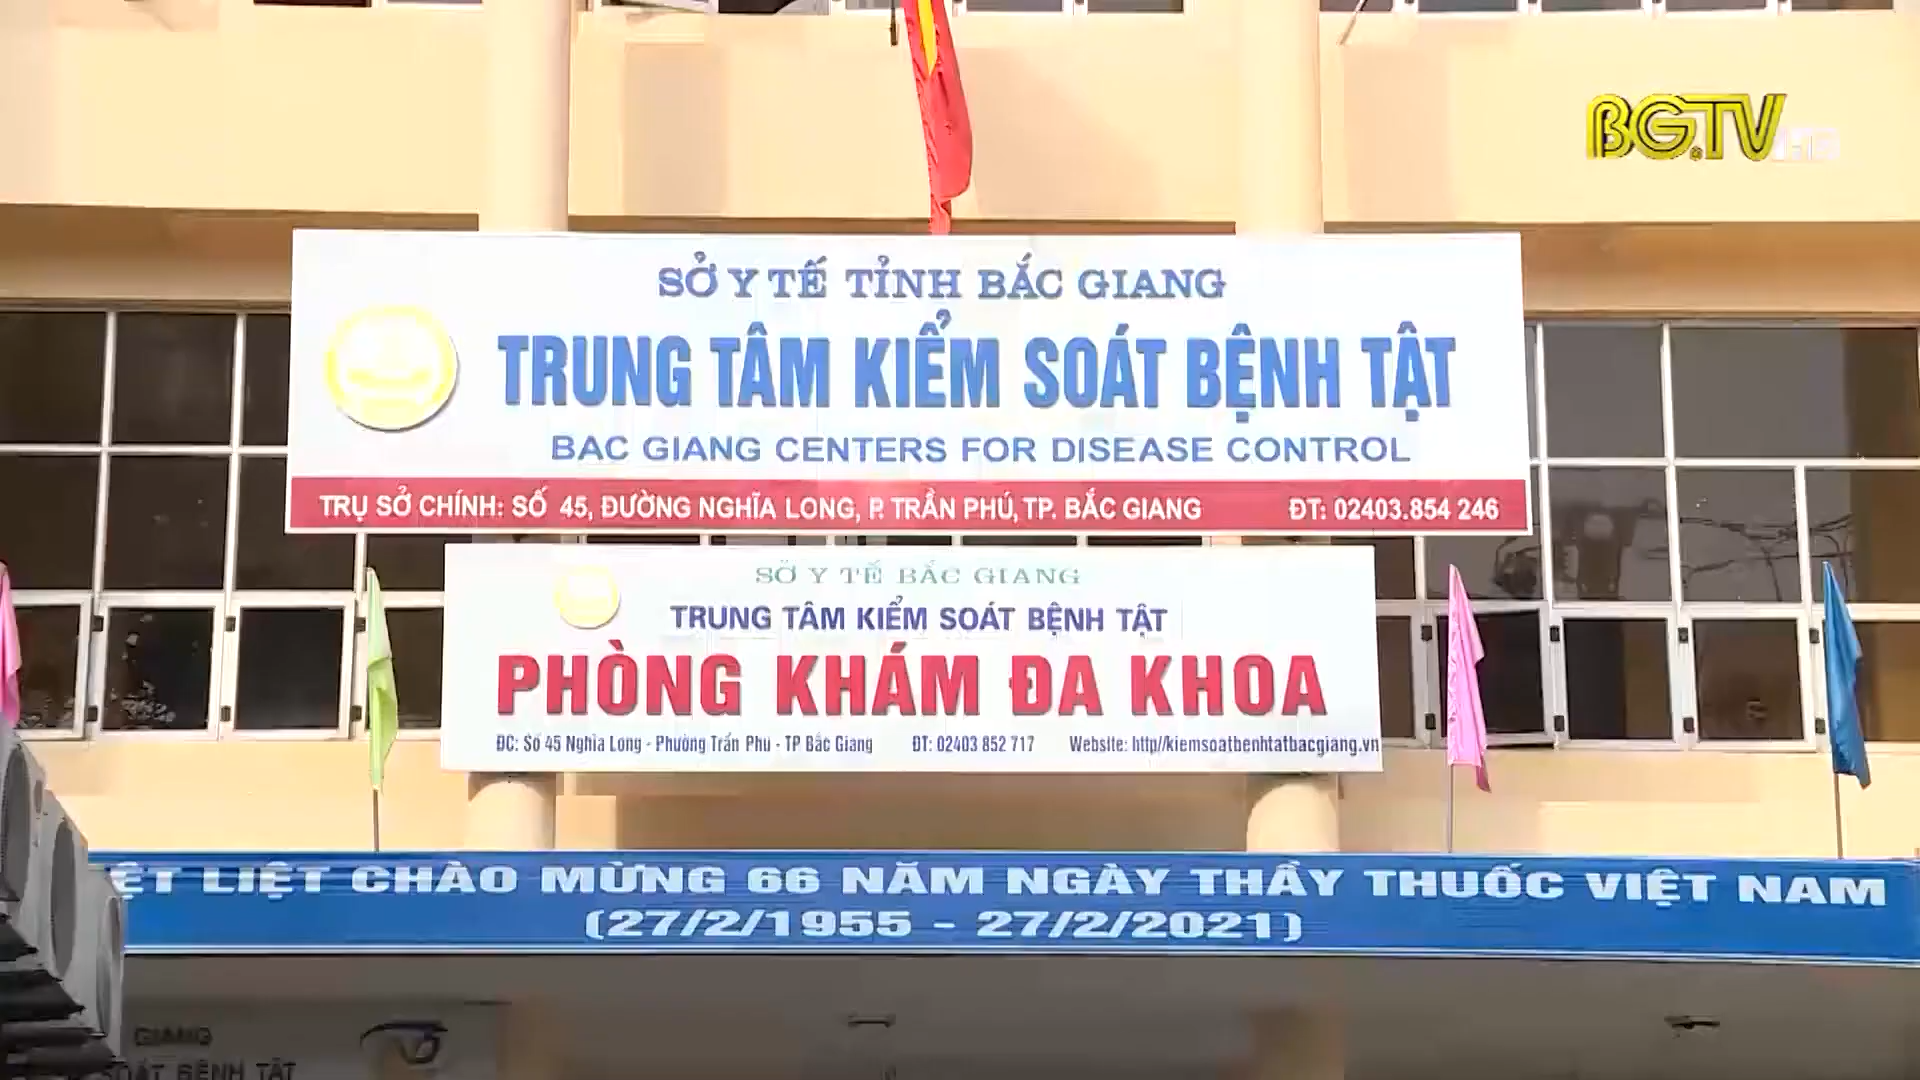 BG.TV
SỞ Y TẾ TỈNH BẮC GIANG
TRUNG TÂM KIỂM SOÁT BỆNH TẬT
BAC GIANG CENTERS FOR DISEASE CONTROL
TRỤ SỞ CHÍNH: SỐ 45, ĐƯỜNG NGHĨA LONG, P. TRẦN PHÚ, TP. BẮC GIANG ĐT: 02403.854 246
SỞ Y TẾ BẮC GIANG
TRUNG TÂM KIỂM SOÁT BỆNH TẬT
PHÒNG KHÁM ĐA KHOA
ĐC: Số 45 Nghĩa Long - Phường Trần Phú - TP Bắc Giang ĐT: 02403 852 717 Website: http//kiemsoatbenhtatbacgiang.vn
ỆT LIỆT CHÀO MỪNG 66 NĂM NGÀY THẦY THUỐC VIỆT NAM
(27/2/1955 - 27/2/2021)
GIANG
SOÁT BỆNH TẬT